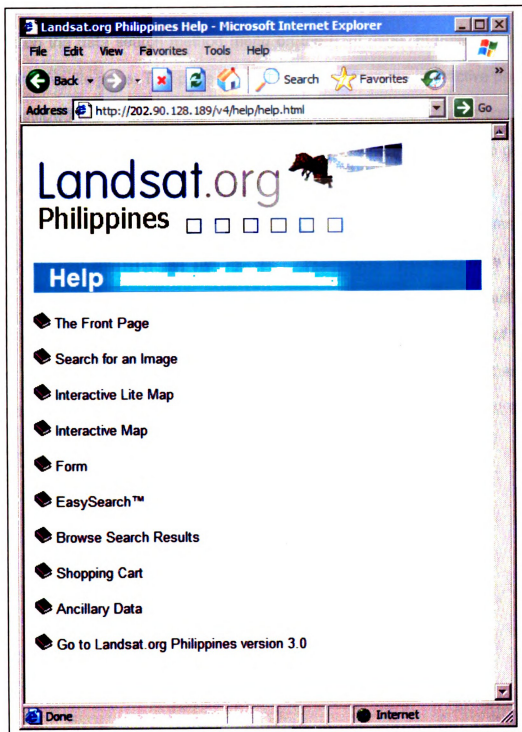 Landsat.org Philippines Help - Microsoft Internet Explorer
File Edit View Favorites Tools Help
Back Search Favorites
Address http://202.90.128.189/v4/help/help.html Go
Landsat.org
Philippines
Help
The Front Page
Search for an Image
Interactive Lite Map
Interactive Map
Form
EasySearch™
Browse Search Results
Shopping Cart
Ancillary Data
Go to Landsat.org Philippines version 3.0
Done Internet